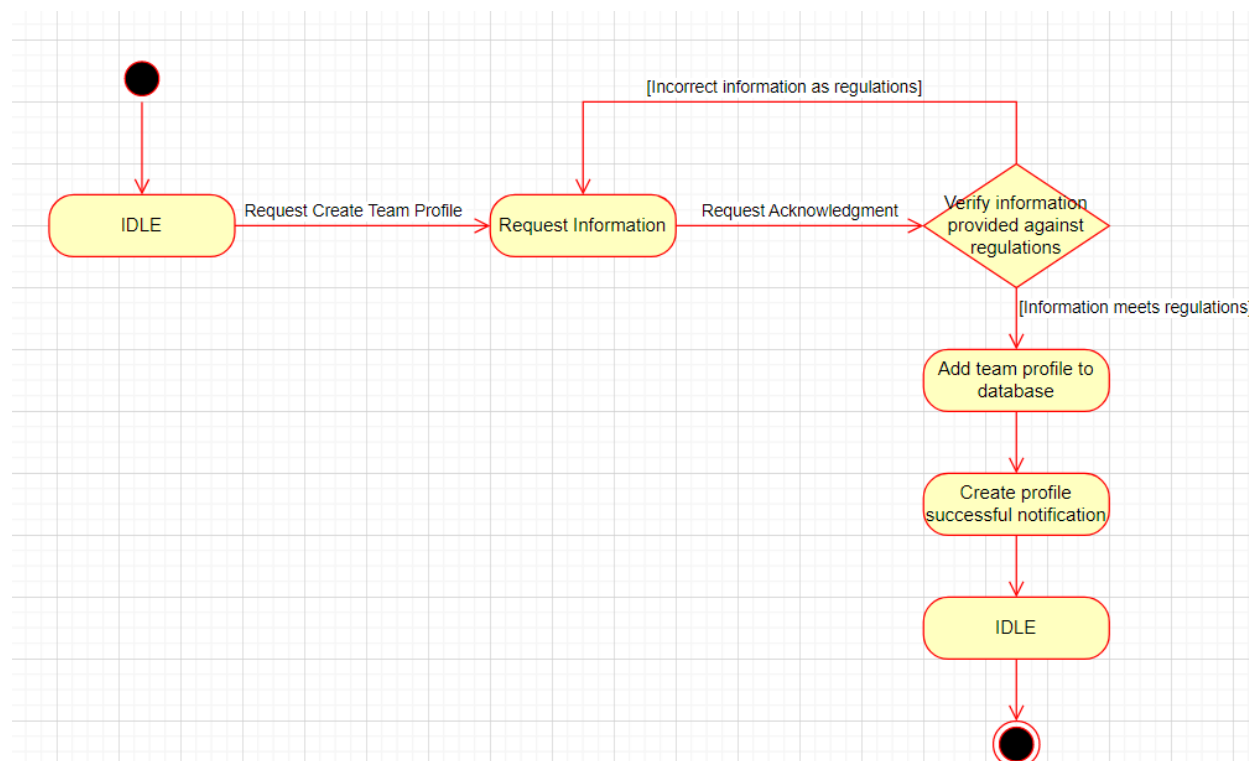 [Incorrect information as regulations]
IDLE
Request Create Team Profile
Request Information
Request Acknowledgment
Verify information
provided against
regulations
[Information meets regulations]
Add team profile to
database
Create profile
successful notification
IDLE